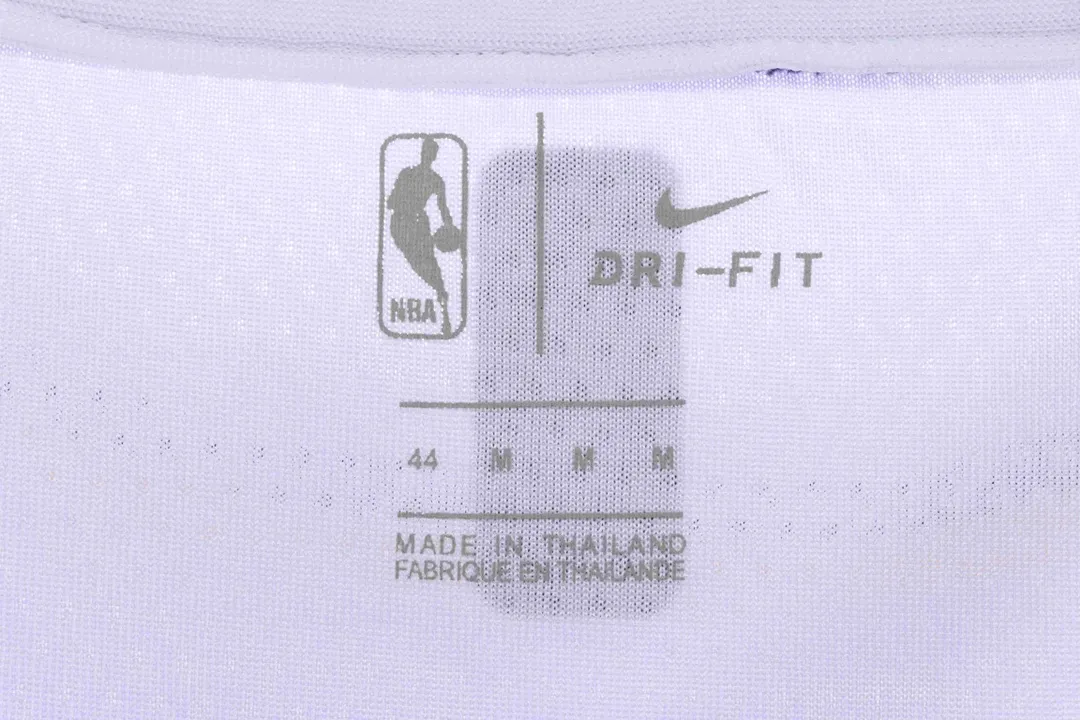 NBA
DRI-FIT
44 M M M
MADE IN THAILAND
FABRIQUE EN THAILANDE